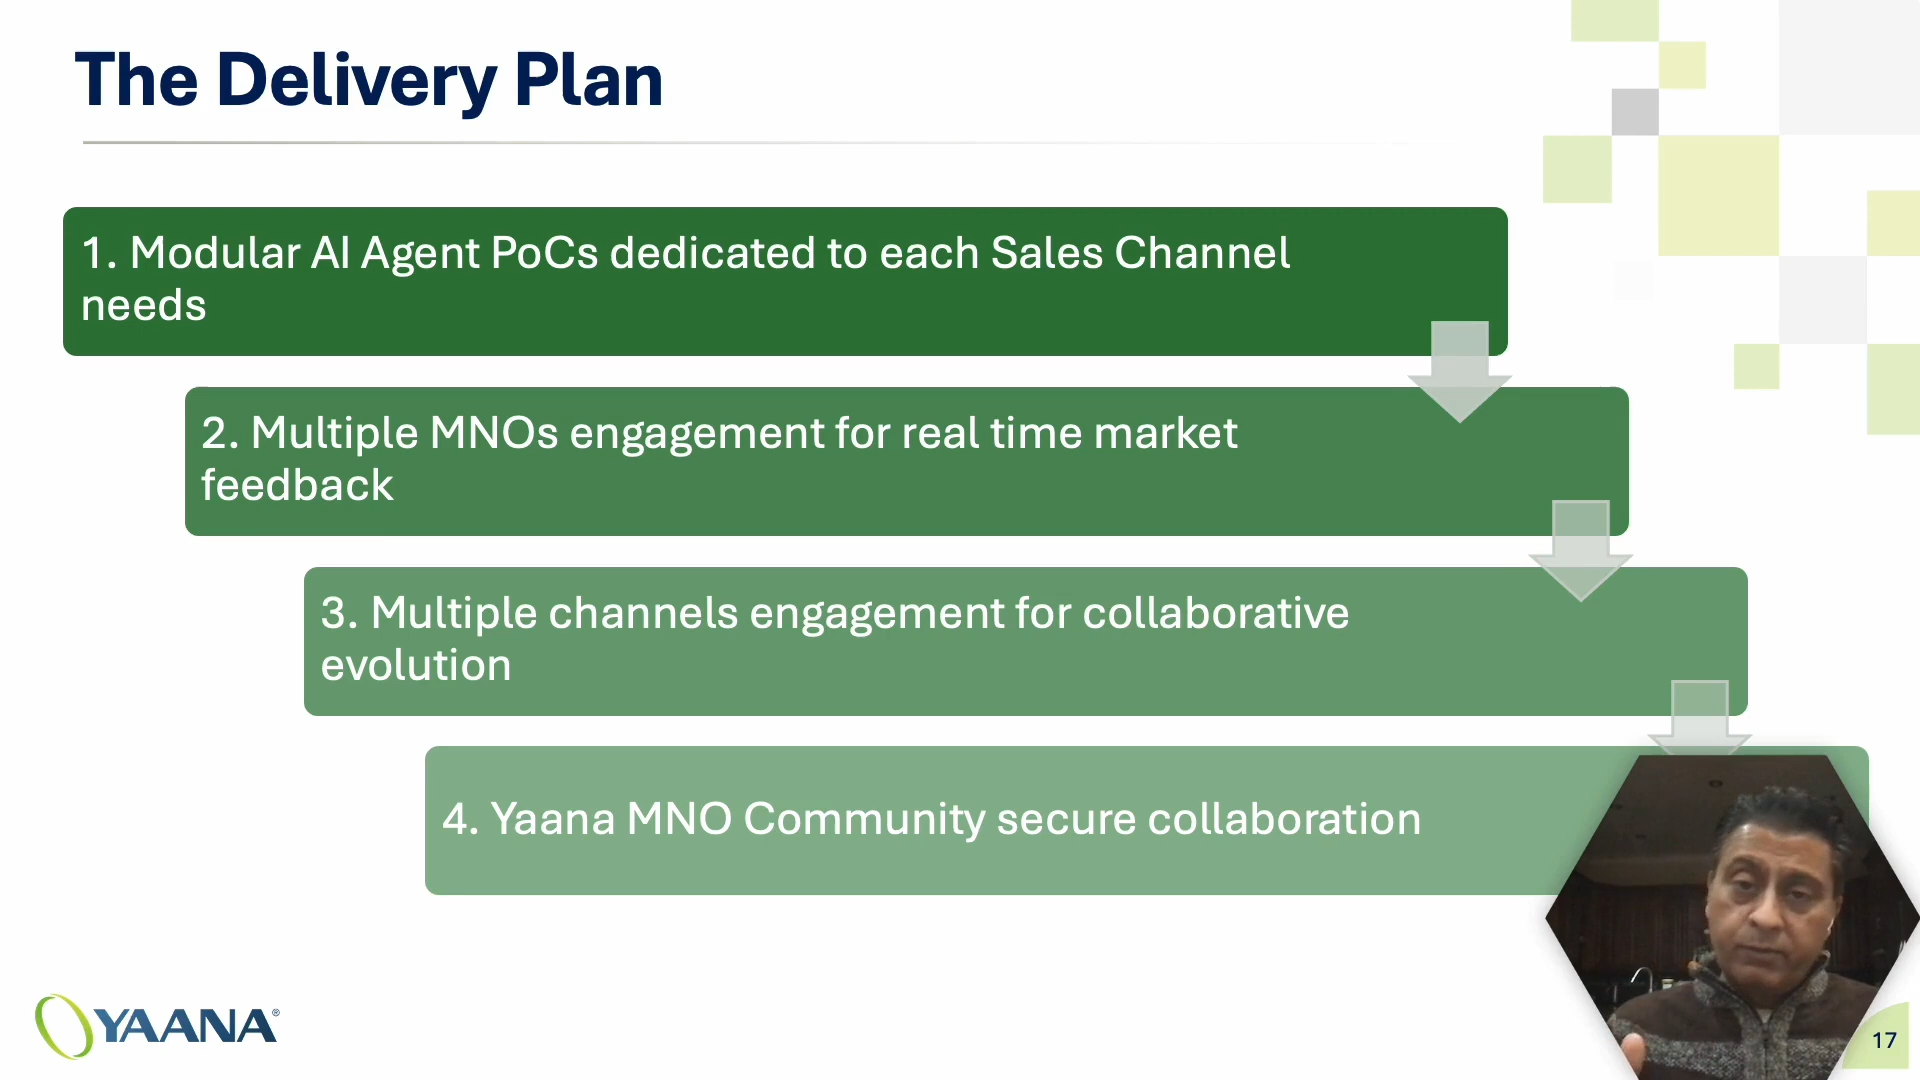 The Delivery Plan
1. Modular AI Agent PoCs dedicated to each Sales Channel
needs
2. Multiple MNOs engagement for real time market
feedback
3. Multiple channels engagement for collaborative
evolution
4. Yaana MNO Community secure collaboration
YAANA®
17